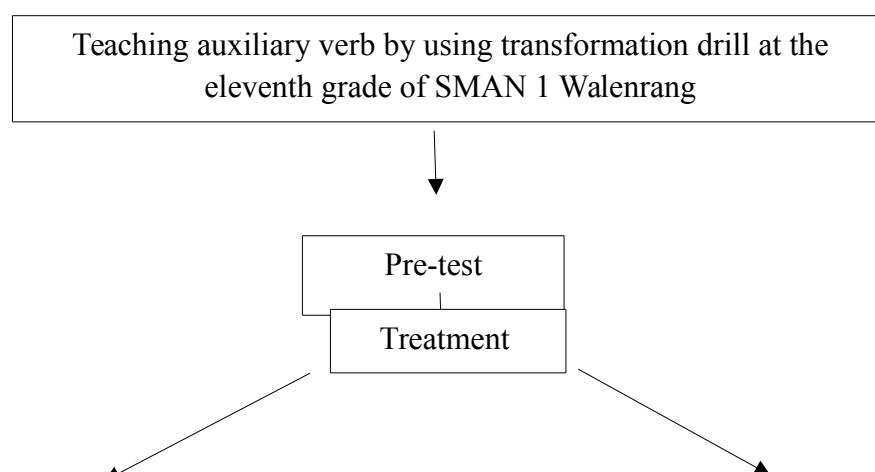 Teaching auxiliary verb by using transformation drill at the
eleventh grade of SMAN 1 Walenrang
Pre-test
Treatment